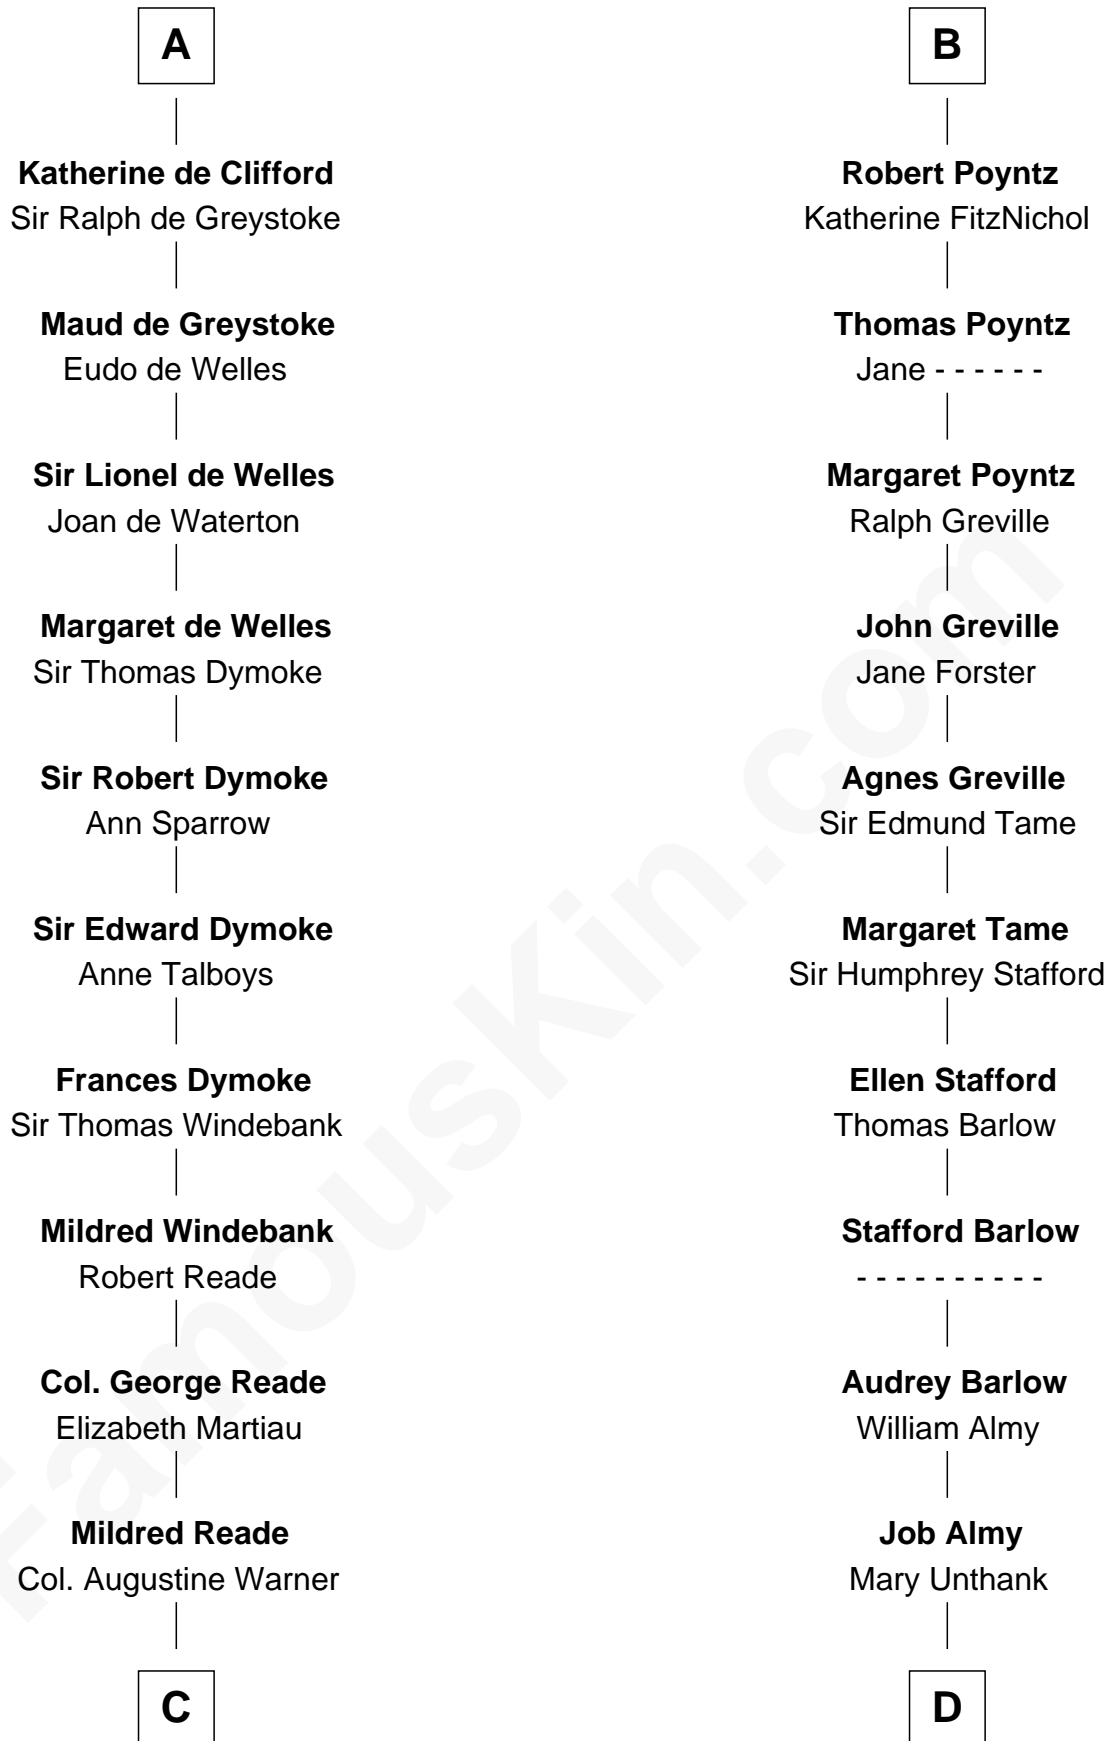 A
Katherine de Clifford
Sir Ralph de Greystoke
Maud de Greystoke
Eudo de Welles
Sir Lionel de Welles
Joan de Waterton
Margaret de Welles
Sir Thomas Dymoke
Sir Robert Dymoke
Ann Sparrow
Sir Edward Dymoke
Anne Talboys
Frances Dymoke
Sir Thomas Windebank
Mildred Windebank
Robert Reade
Col. George Reade
Elizabeth Martiau
Mildred Reade
Col. Augustine Warner
C
B
Robert Poyntz
Katherine FitzNichol
Thomas Poyntz
Jane - - - - - -
Margaret Poyntz
Ralph Greville
John Greville
Jane Forster
Agnes Greville
Sir Edmund Tame
Margaret Tame
Sir Humphrey Stafford
Ellen Stafford
Thomas Barlow
Stafford Barlow
- - - - - - - - - -
Audrey Barlow
William Almy
Job Almy
Mary Unthank
D
FamousKin.com